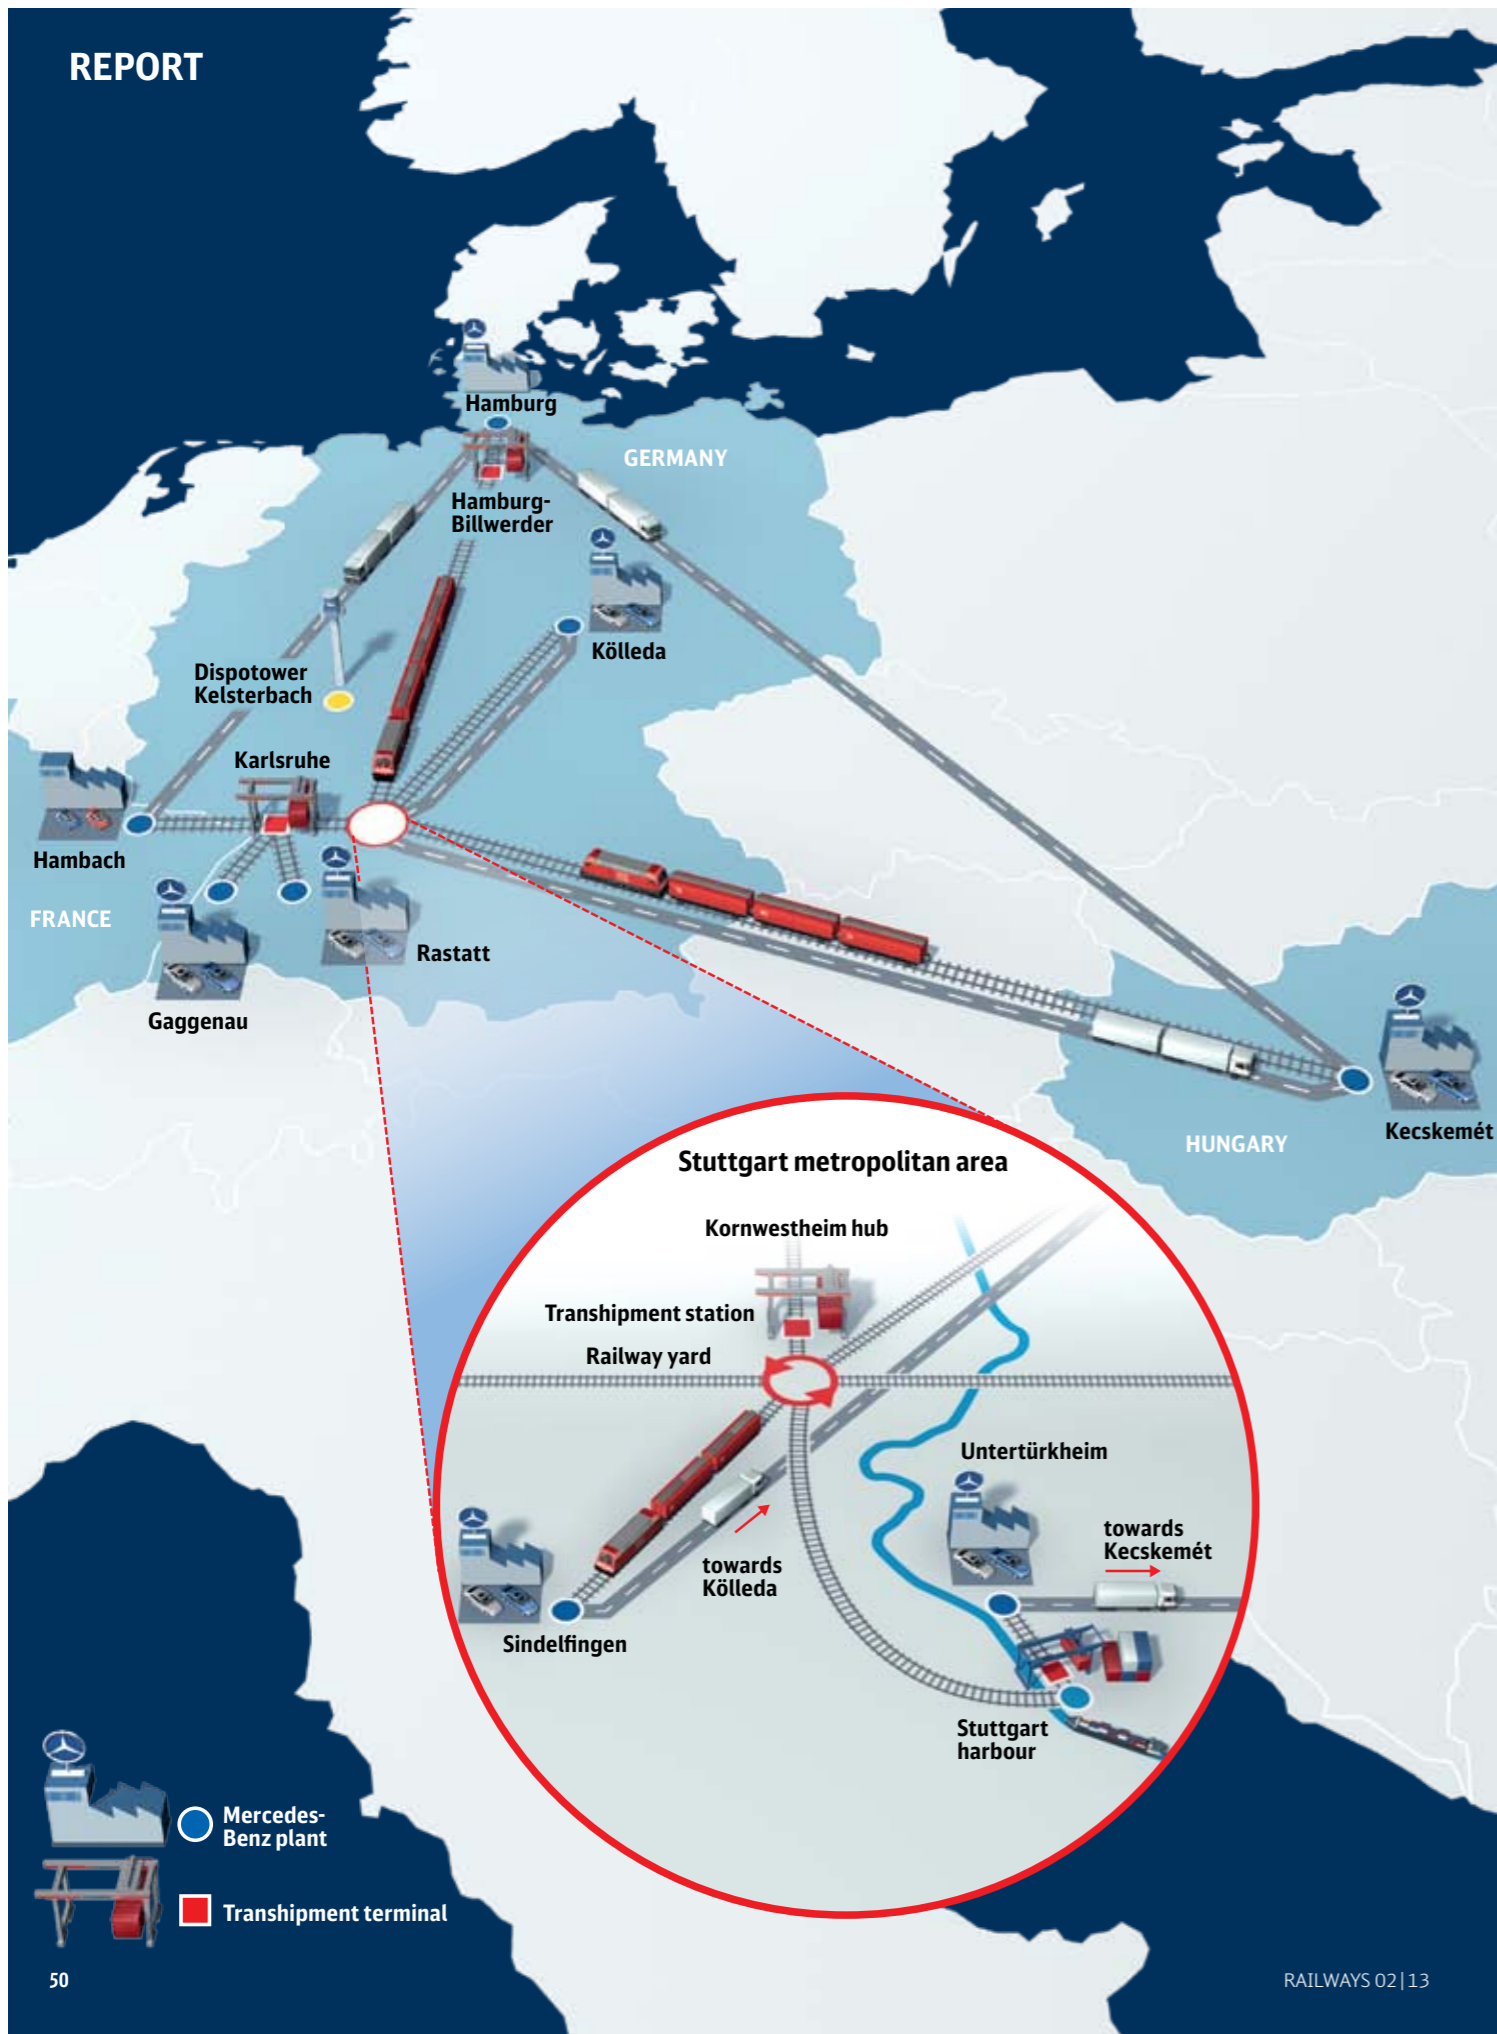 REPORT
Hamburg
GERMANY
Hamburg-
Billwerder
Kölleda
Dispotower
Kelsterbach
Karlsruhe
Hambach
FRANCE
Rastatt
Gaggenau
Kecskemét
HUNGARY
Stuttgart metropolitan area
Kornwestheim hub
Transhipment station
Railway yard
Untertürkheim
towards
Kecskemét
towards
Kölleda
Sindelfingen
Stuttgart
harbour
Mercedes-
Benz plant
Transhipment terminal
50
RAILWAYS 02|13